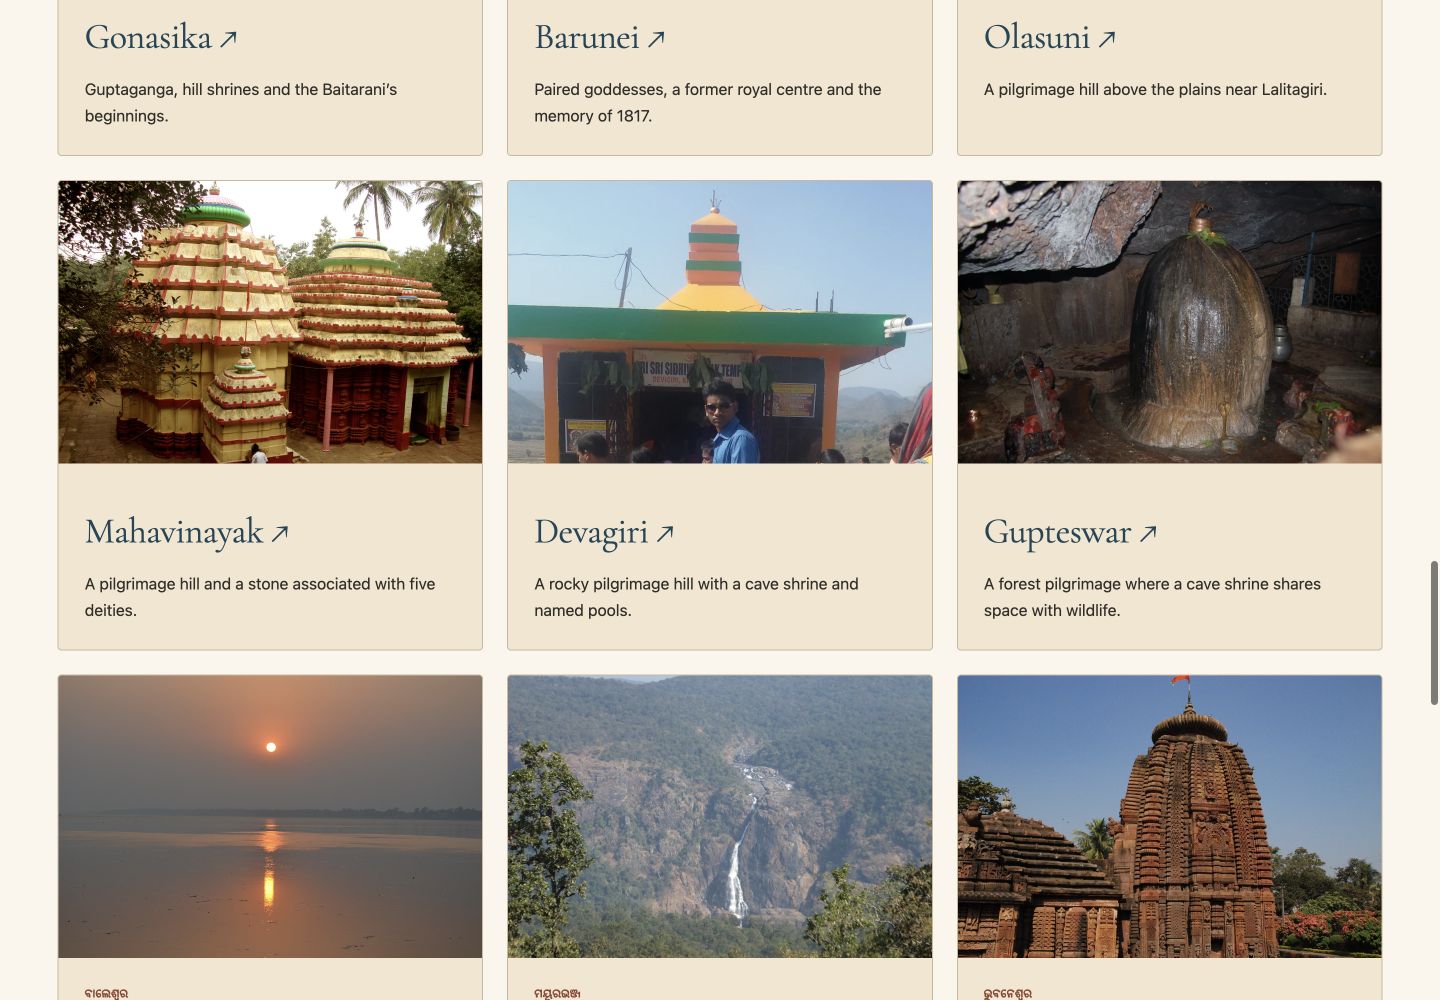 Gonasika ↗
Barunei ↗
Olasuni ↗
Guptaganga, hill shrines and the Baitarani’s
beginnings.
Paired goddesses, a former royal centre and the
memory of 1817.
A pilgrimage hill above the plains near Lalitagiri.
SRI SIDHI
DEVGIRI,
Mahavinayak ↗
Devagiri ↗
Gupteswar ↗
A pilgrimage hill and a stone associated with five
deities.
A rocky pilgrimage hill with a cave shrine and
named pools.
A forest pilgrimage where a cave shrine shares
space with wildlife.
ବାଲେଶ୍ୱର
ମୟୂରଭଞ୍ଜ
ଭୁବନେଶ୍ୱର